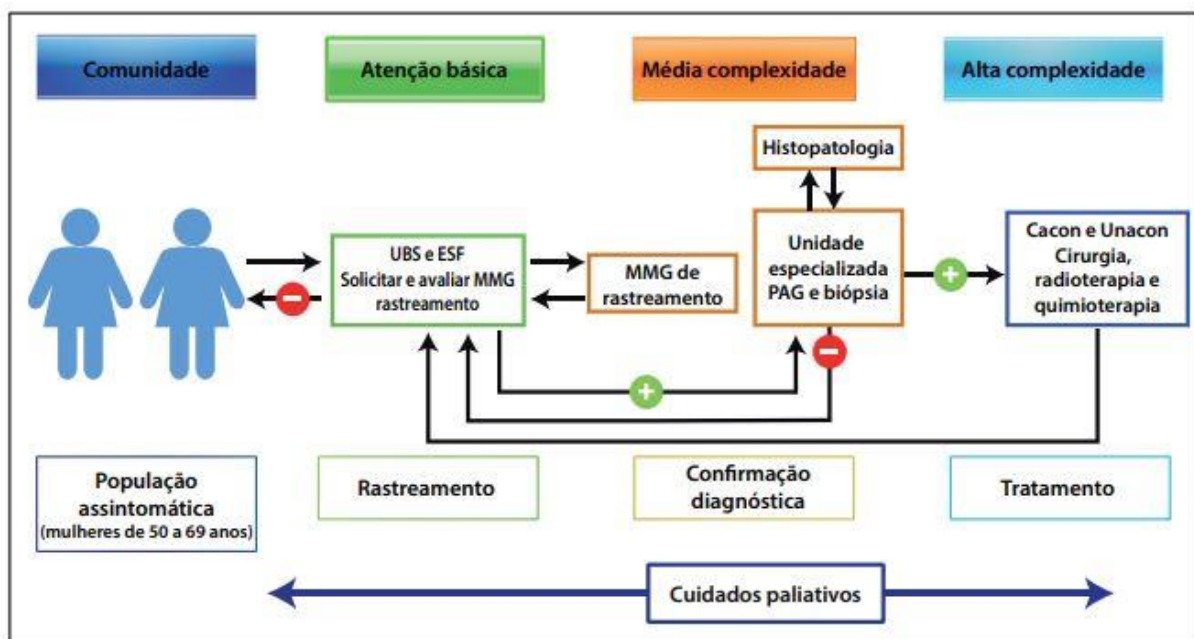 Comunidade
Atenção básica
Média complexidade
Alta complexidade
Histopatologia
UBS e ESF
Solicitar e avaliar MMG
rastreamento
MMG de
rastreamento
Unidade
especializada
PAG e biópsia
Cacon e Unacon
Cirurgia,
radioterapia e
quimioterapia
População
assintomática
(mulheres de 50 a 69 anos)
Rastreamento
Confirmação
diagnóstica
Tratamento
Cuidados paliativos